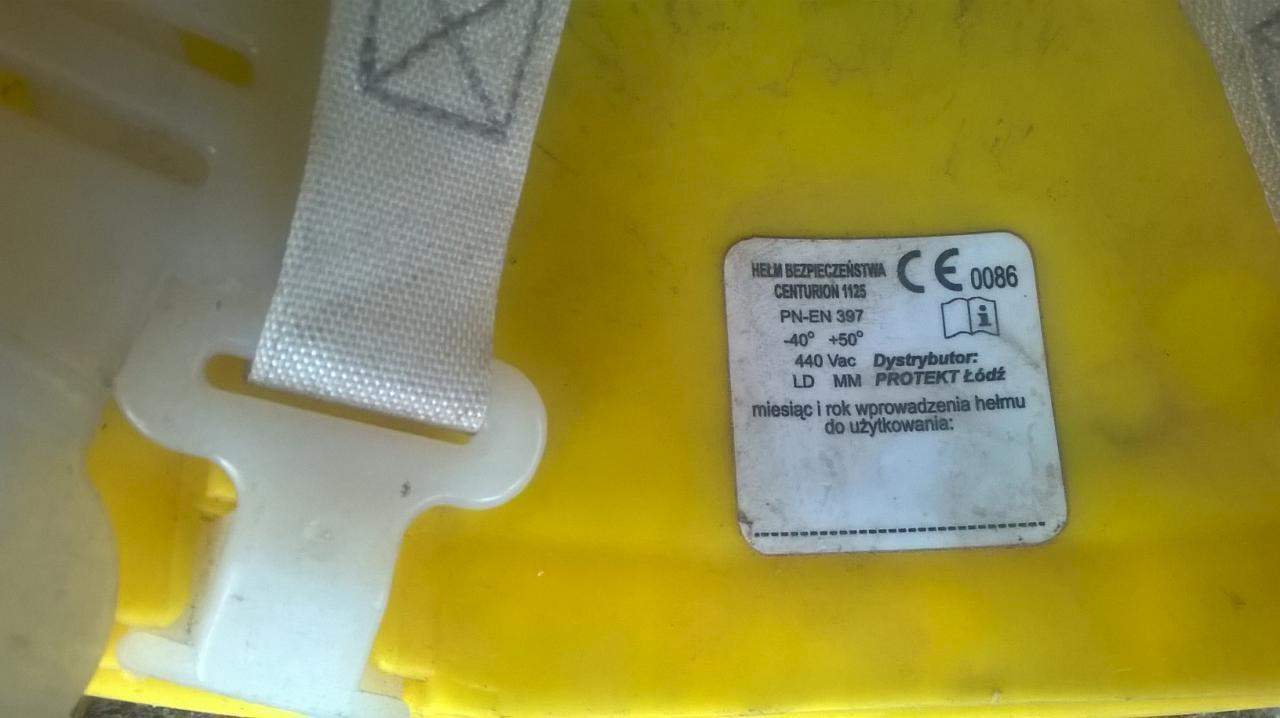 HEŁM BEZPIECZEŃSTWA
CENTURION 1125
CE 0086
PN-EN 397
-40° +50°
440 Vac Dystrybutor:
LD MM PROTEKT Łódź
miesiąc i rok wprowadzenia hełmu
do użytkowania: